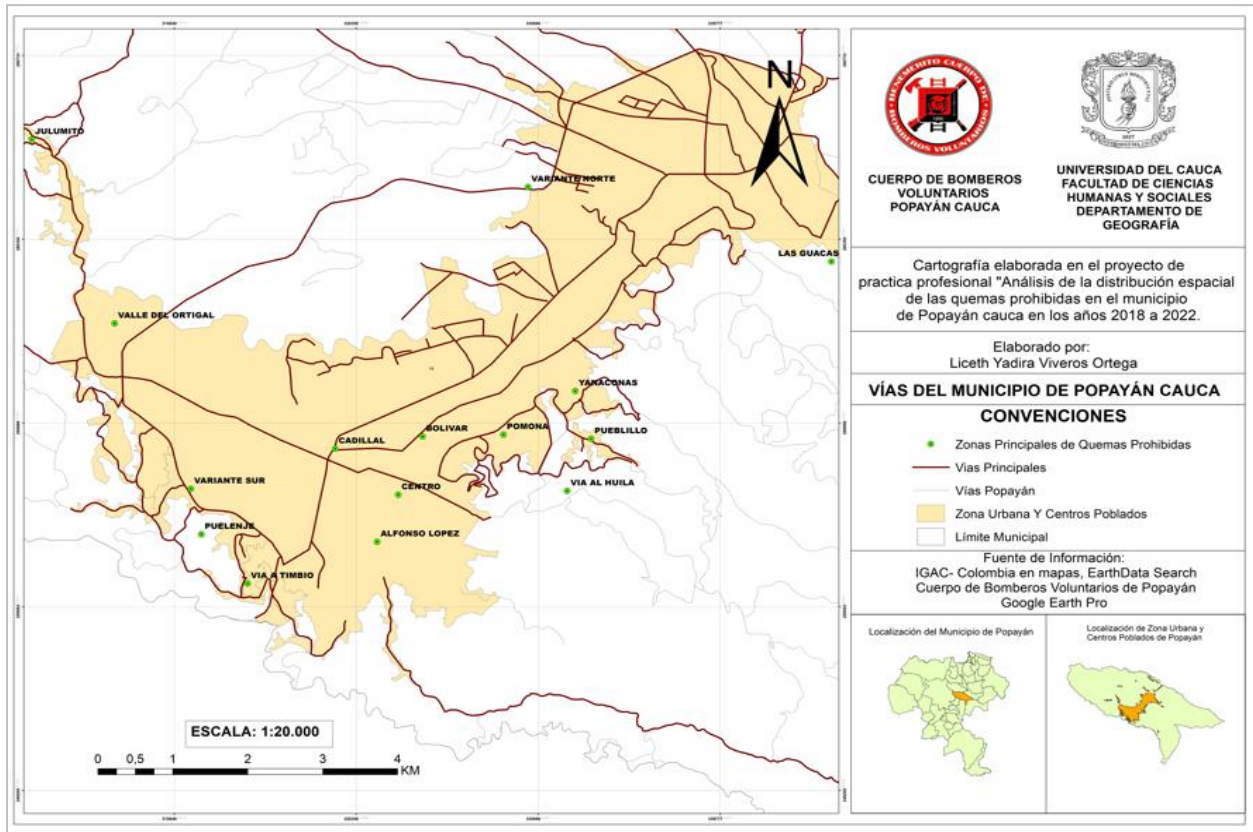 JULUMITO
VARIANTE NORTE
LAS GUACAS
VALLE DEL ORTIGAL
YANACONAS
BOLIVAR
POMONA
PUEBLILLO
CADILLAL
VARIANTE SUR
CENTRO
VIA AL HUILA
PUELENJE
ALFONSO LOPEZ
VIA A TIMBIO
N
ESCALA: 1:20.000
0 0,5 1 2 3 4
KM
BENEMERITO CUERPO DE
BOMBEROS VOLUNTARIOS
CUERPO DE BOMBEROS
VOLUNTARIOS
POPAYÁN CAUCA
UNIVERSIDAD DEL CAUCA
FACULTAD DE CIENCIAS
HUMANAS Y SOCIALES
DEPARTAMENTO DE
GEOGRAFÍA
Cartografía elaborada en el proyecto de
practica profesional "Análisis de la distribución espacial
de las quemas prohibidas en el municipio
de Popayán cauca en los años 2018 a 2022.
Elaborado por:
Liceth Yadira Viveros Ortega
VÍAS DEL MUNICIPIO DE POPAYÁN CAUCA
CONVENCIONES
Zonas Principales de Quemas Prohibidas
Vias Principales
Vías Popayán
Zona Urbana Y Centros Poblados
Límite Municipal
Fuente de Información:
IGAC- Colombia en mapas, EarthData Search
Cuerpo de Bomberos Voluntarios de Popayán
Google Earth Pro
Localización del Municipio de Popayán
Localización de Zona Urbana y
Centros Poblados de Popayán